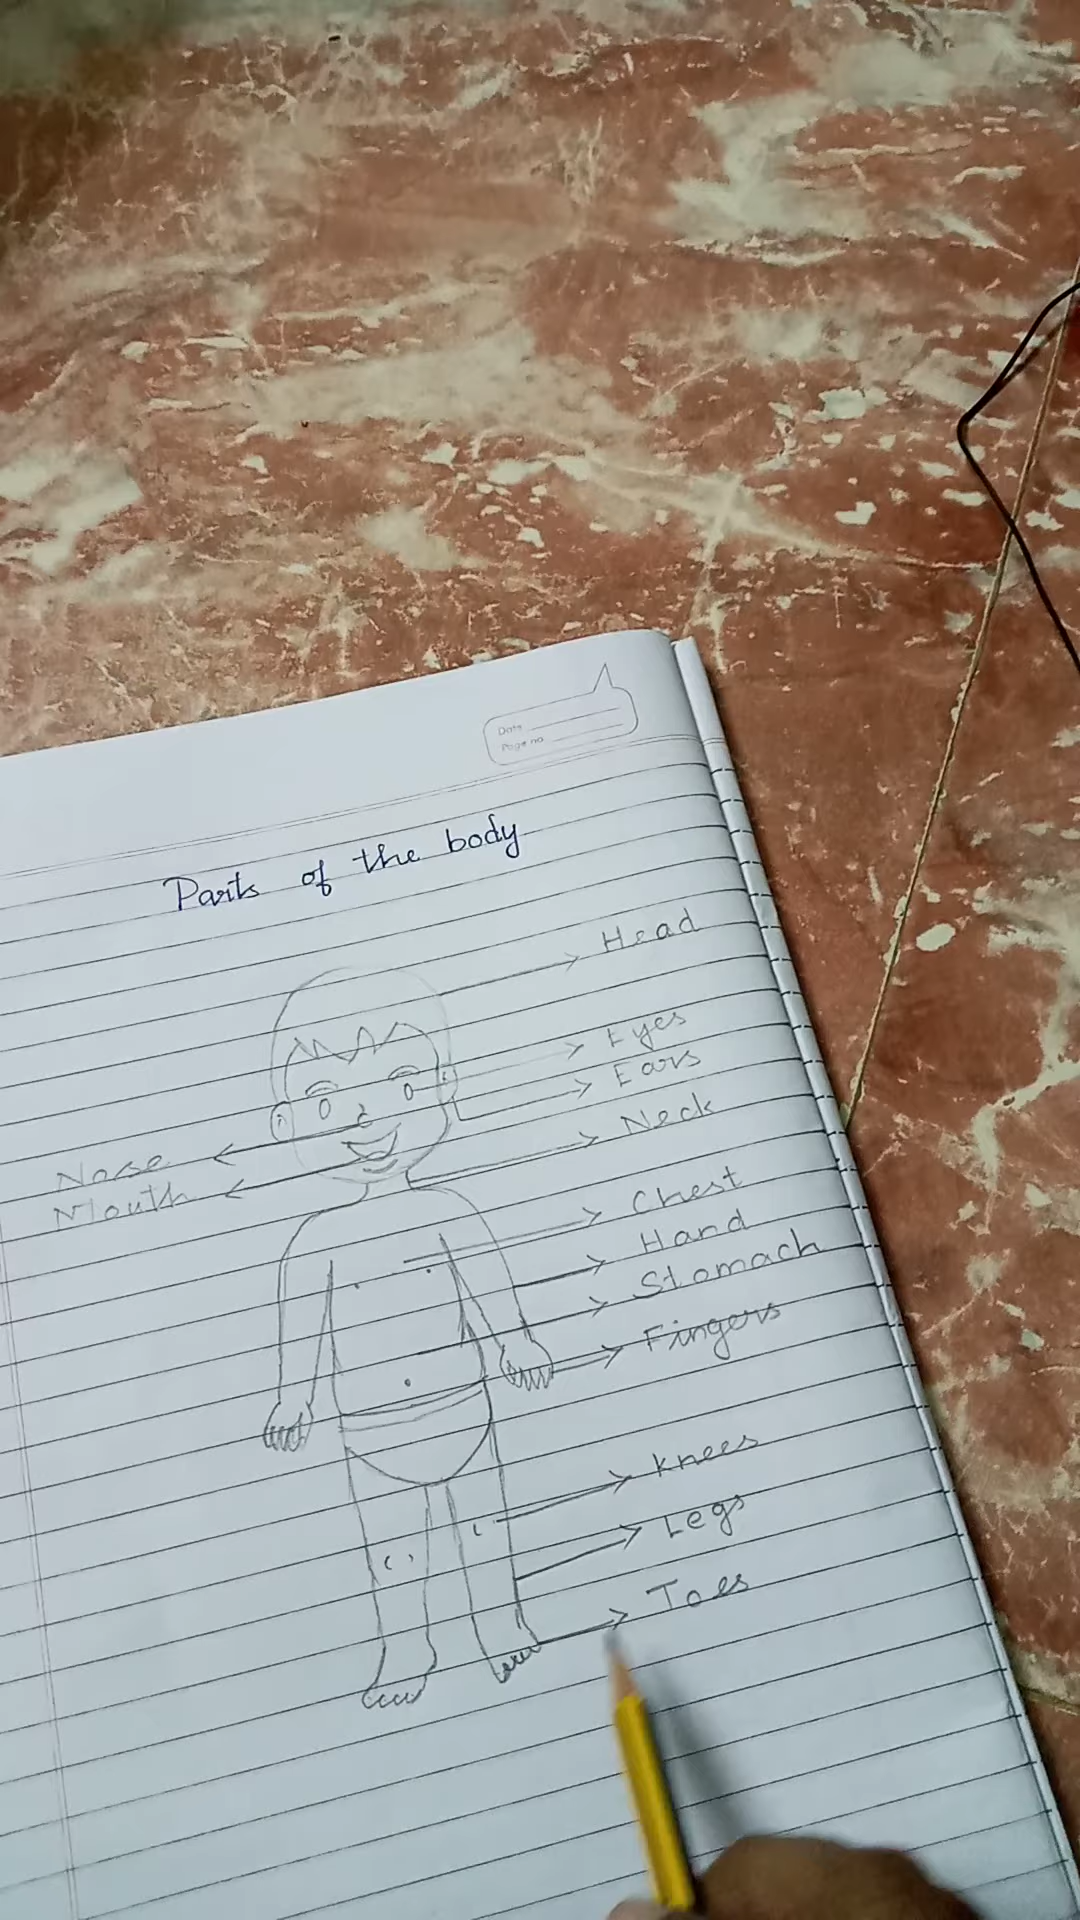 Date
Page no
Parts of the body
Head
Eyes
Ears
Neck
Nose
Mouth
Chest
Hand
Stomach
Fingers
Knees
Legs
Toes